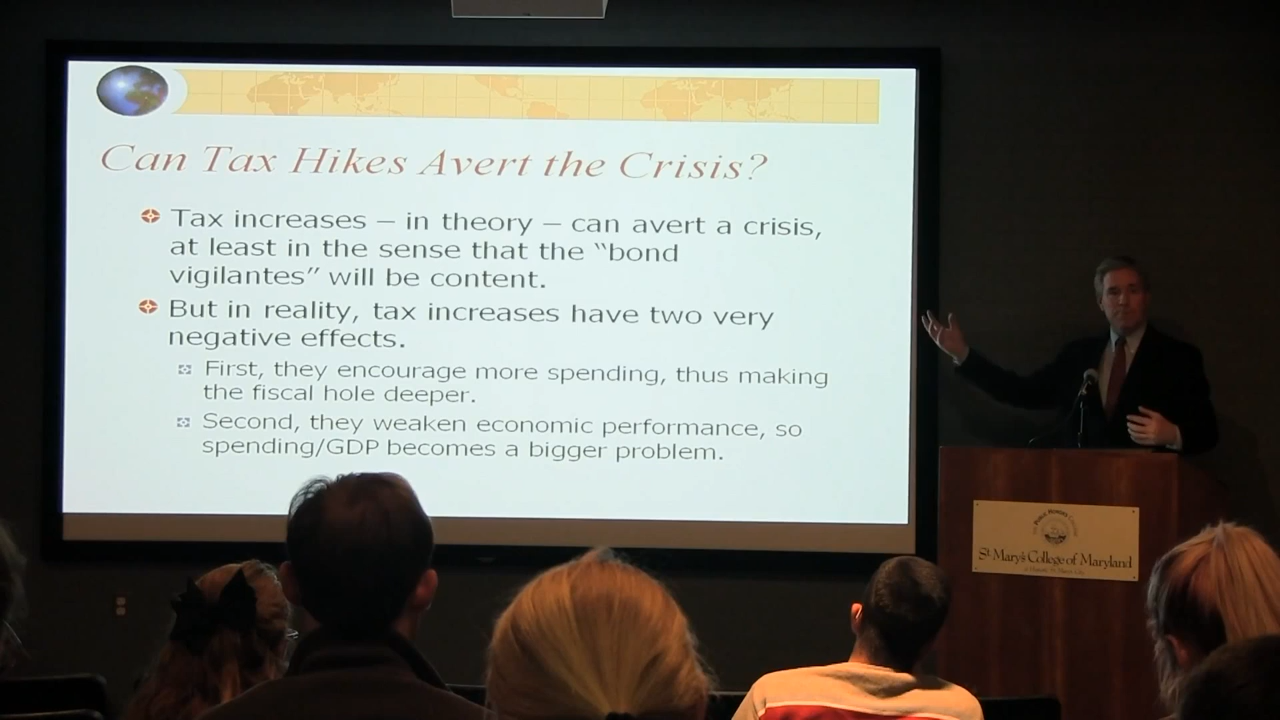 Can Tax Hikes Avert the Crisis?
Tax increases – in theory – can avert a crisis,
at least in the sense that the “bond
vigilantes” will be content.
But in reality, tax increases have two very
negative effects.
First, they encourage more spending, thus making
the fiscal hole deeper.
Second, they weaken economic performance, so
spending/GDP becomes a bigger problem.
St. Mary's College of Maryland